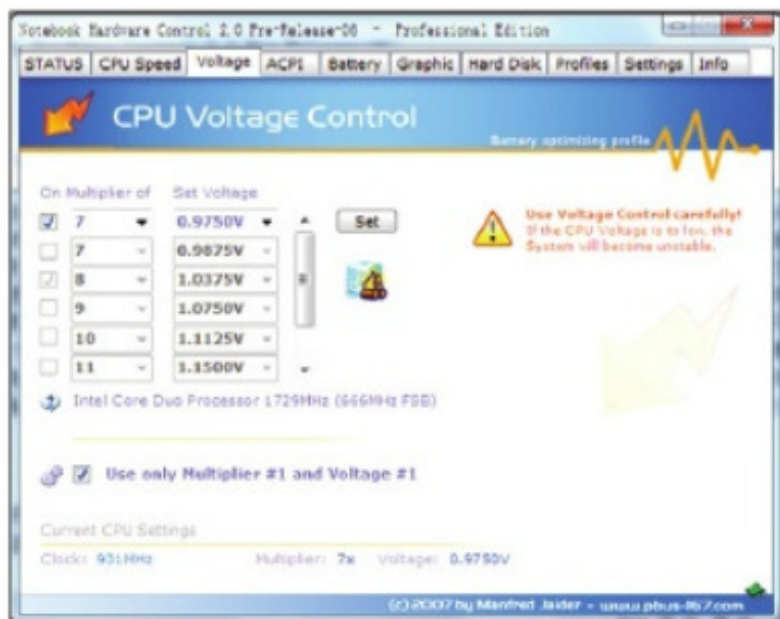 Notebook Hardware Control 2.0 Pre-Release-06 - Professional Edition
STATUS CPU Speed Voltage ACPI Battery Graphic Hard Disk Profiles Settings Info
CPU Voltage Control
Battery optimizing profile
On Multiplier of Set Voltage
7 0.9750V Set
7 0.9875V
8 1.0375V
9 1.0750V
10 1.1125V
11 1.1500V
Use Voltage Control carefully!
If the CPU Voltage is to low, the
System will become unstable.
Intel Core Duo Processor 1729MHz (666MHz FSB)
Use only Multiplier #1 and Voltage #1
Current CPU Settings
Clock: 931MHz Multiplier: 7x Voltage: 0.9750V
(c) 2007 by Manfred Jaider - www.pbus-167.com